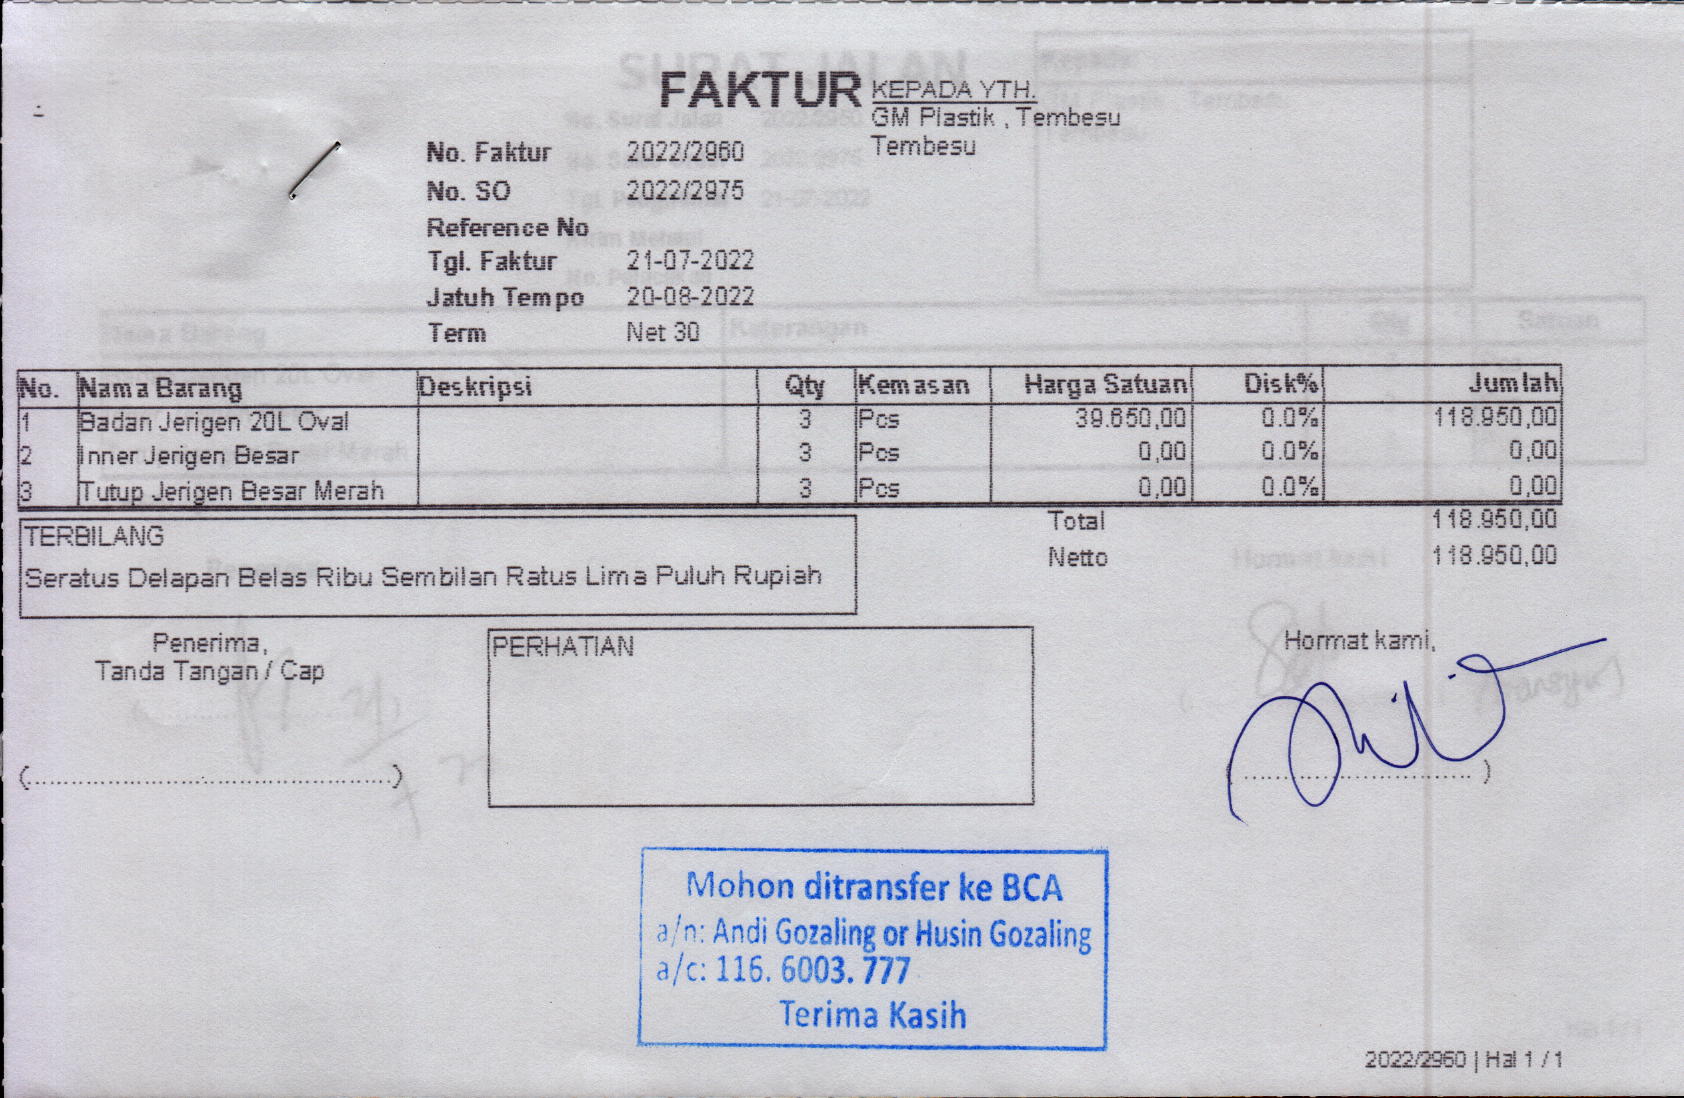 FAKTUR
KEPADA YTH.
GM Plastik , Tembesu
Tembesu
No. Faktur 2022/2960
No. SO 2022/2975
Reference No
Tgl. Faktur 21-07-2022
Jatuh Tempo 20-08-2022
Term Net 30
No. Nama Barang Deskripsi Qty Kemasan Harga Satuan Disk% Jumlah
1 Badan Jerigen 20L Oval 3 Pcs 39.650,00 0.0% 118.950,00
2 Inner Jerigen Besar 3 Pcs 0,00 0.0% 0,00
3 Tutup Jerigen Besar Merah 3 Pcs 0,00 0.0% 0,00
Total 118.950,00
Netto 118.950,00
TERBILANG
Seratus Delapan Belas Ribu Sembilan Ratus Lima Puluh Rupiah
Penerima,
Tanda Tangan / Cap
(..................................................)
PERHATIAN
Hormat kami,
(.................................)
Mohon ditransfer ke BCA
a/n: Andi Gozaling or Husin Gozaling
a/c: 116. 6003. 777
Terima Kasih
2022/2960 | Hal 1 / 1